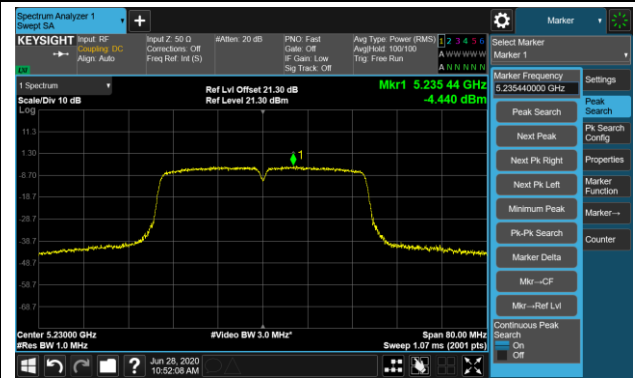 Spectrum Analyzer 1
Swept SA
Marker
KEYSIGHT
Input: RF
Coupling: DC
Align: Auto
Input Z: 50 Ω
Corrections: Off
Freq Ref: Int (S)
#Atten: 20 dB
PNO: Fast
Gate: Off
IF Gain: Low
Sig Track: Off
Avg Type: Power (RMS)
Avg|Hold: 100/100
Trig: Free Run
1 2 3 4 5 6
A W W W W W
A N N N N N
Select Marker
Marker 1
1 Spectrum
Scale/Div 10 dB
Log
Ref Lvl Offset 21.30 dB
Ref Level 21.30 dBm
Mkr1 5.235 44 GHz
-4.440 dBm
11.3
1.30
-8.70
-18.7
-28.7
-38.7
-48.7
-58.7
-68.7
1
Center 5.23000 GHz
#Res BW 1.0 MHz
#Video BW 3.0 MHz*
Span 80.00 MHz
Sweep 1.07 ms (2001 pts)
Marker Frequency
5.235440000 GHz
Peak Search
Next Peak
Next Pk Right
Next Pk Left
Minimum Peak
Pk-Pk Search
Marker Delta
Mkr→CF
Mkr→Ref Lvl
Continuous Peak
Search
On
Off
Settings
Peak
Search
Pk Search
Config
Properties
Marker
Function
Marker→
Counter
?
Jun 28, 2020
10:52:08 AM